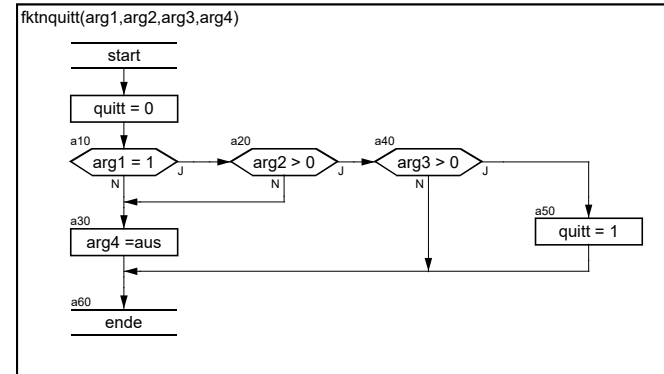 fktnquitt(arg1,arg2,arg3,arg4)
start
quitt = 0
a10
arg1 = 1
J
N
a20
arg2 > 0
J
N
a40
arg3 > 0
J
N
a30
arg4 =aus
a50
quitt = 1
a60
ende